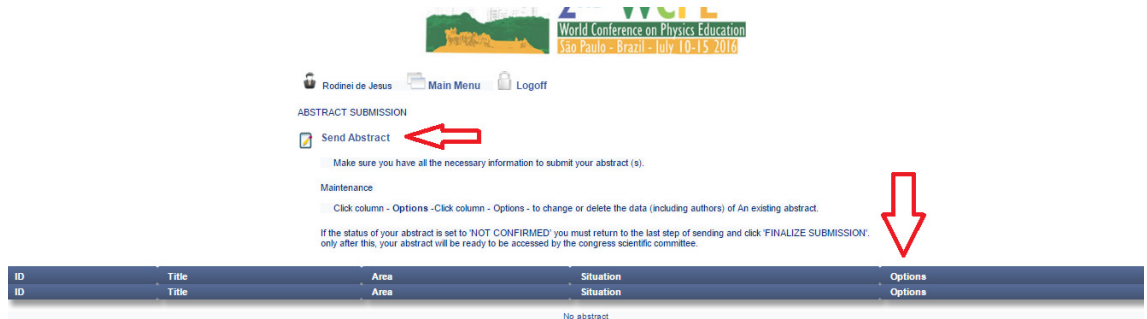 2nd WCPE
World Conference on Physics Education
São Paulo - Brazil - July 10-15 2016
Rodinei de Jesus Main Menu Logoff
ABSTRACT SUBMISSION
Send Abstract
Make sure you have all the necessary information to submit your abstract (s).
Maintenance
Click column - Options -Click column - Options - to change or delete the data (including authors) of An existing abstract.
If the status of your abstract is set to 'NOT CONFIRMED' you must return to the last step of sending and click 'FINALIZE SUBMISSION'.
only after this, your abstract will be ready to be accessed by the congress scientific committee.
ID Title Area Situation Options
ID Title Area Situation Options
No abstract